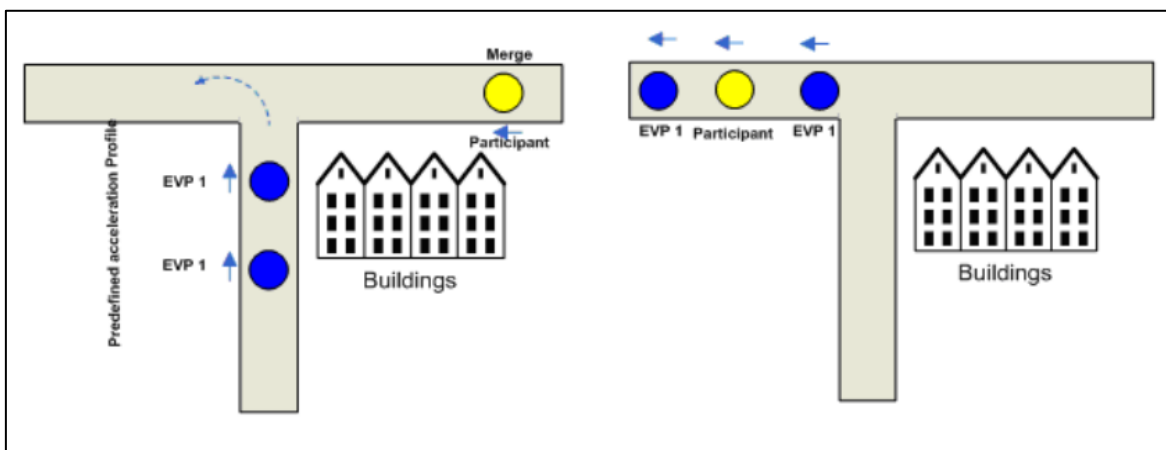 Merge
Participant
EVP 1
EVP 1
Predefined acceleration Profile
Buildings
EVP 1
Participant
EVP 1
Buildings